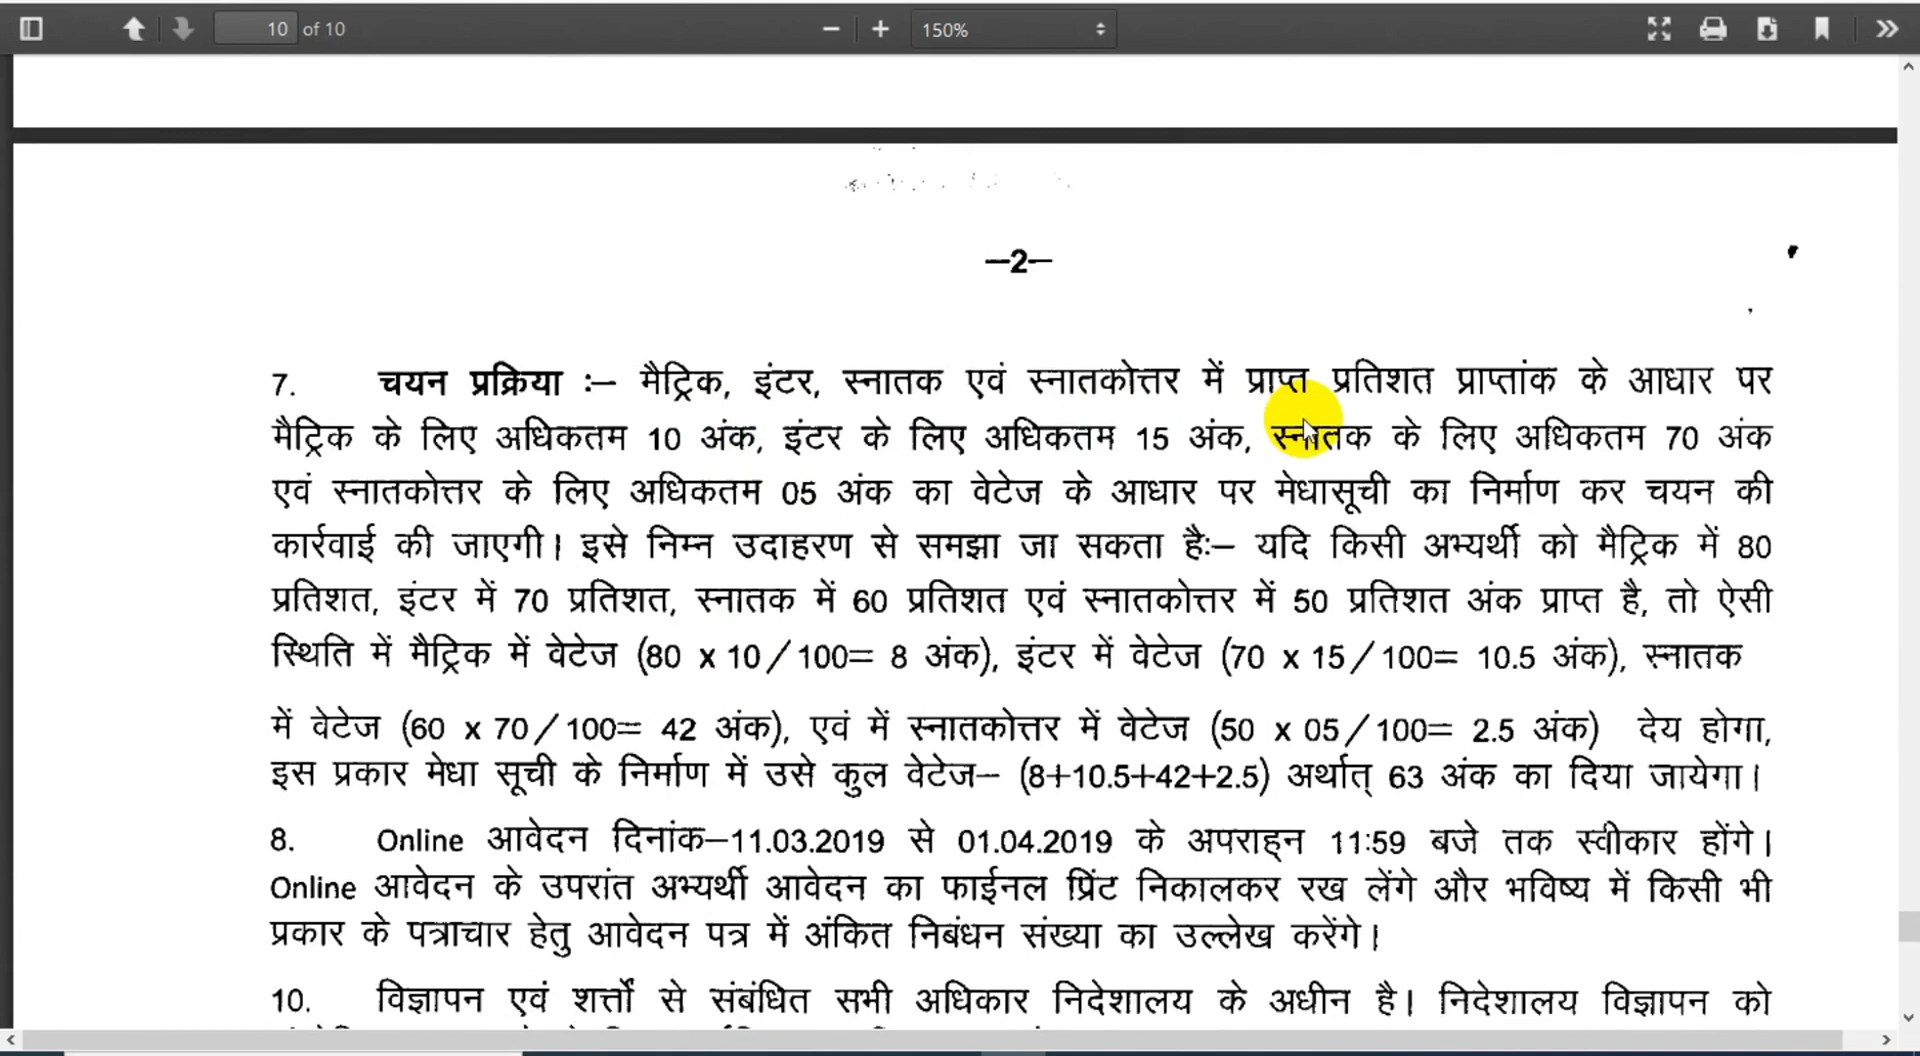 10 of 10
150%
—2—
7. चयन प्रक्रिया :— मैट्रिक, इंटर, स्नातक एवं स्नातकोत्तर में प्राप्त प्रतिशत प्राप्तांक के आधार पर
मैट्रिक के लिए अधिकतम 10 अंक, इंटर के लिए अधिकतम 15 अंक, स्नातक के लिए अधिकतम 70 अंक
एवं स्नातकोत्तर के लिए अधिकतम 05 अंक का वेटेज के आधार पर मेधासूची का निर्माण कर चयन की
कार्रवाई की जाएगी। इसे निम्न उदाहरण से समझा जा सकता है:— यदि किसी अभ्यर्थी को मैट्रिक में 80
प्रतिशत, इंटर में 70 प्रतिशत, स्नातक में 60 प्रतिशत एवं स्नातकोत्तर में 50 प्रतिशत अंक प्राप्त है, तो ऐसी
स्थिति में मैट्रिक में वेटेज (80 x 10/100= 8 अंक), इंटर में वेटेज (70 x 15/100= 10.5 अंक), स्नातक
में वेटेज (60 x 70/100= 42 अंक), एवं में स्नातकोत्तर में वेटेज (50 x 05/100= 2.5 अंक) देय होगा,
इस प्रकार मेधा सूची के निर्माण में उसे कुल वेटेज— (8+10.5+42+2.5) अर्थात् 63 अंक का दिया जायेगा।
8. Online आवेदन दिनांक—11.03.2019 से 01.04.2019 के अपराह्न 11:59 बजे तक स्वीकार होंगे।
Online आवेदन के उपरांत अभ्यर्थी आवेदन का फाईनल प्रिंट निकालकर रख लेंगे और भविष्य में किसी भी
प्रकार के पत्राचार हेतु आवेदन पत्र में अंकित निबंधन संख्या का उल्लेख करेंगे।
10. विज्ञापन एवं शर्त्तों से संबंधित सभी अधिकार निदेशालय के अधीन है। निदेशालय विज्ञापन को